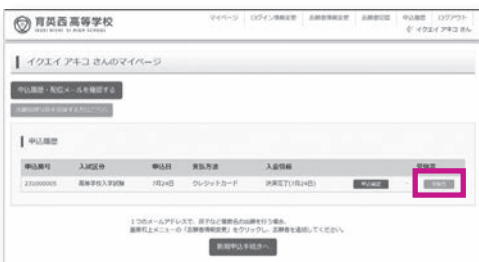 育英西高等学校
マイページ ログイン情報変更 志願者情報変更 志願者切替 申込履歴 ログアウト
イクエイ アキコ さん
イクエイ アキコ さんのマイページ
申込履歴・配信メールを確認する
申込履歴
申込番号 入試区分 申込日 支払方法 入金情報 受験票
231000005 高等学校入学試験 7月24日 クレジットカード 決済完了(7月24日) 申込確認 -
1つのメールアドレスで、双子など複数名の出願を行う場合、
画面右上メニューの「志願者情報変更」をクリックし、志願者を追加してください。
新規申込手続きへ